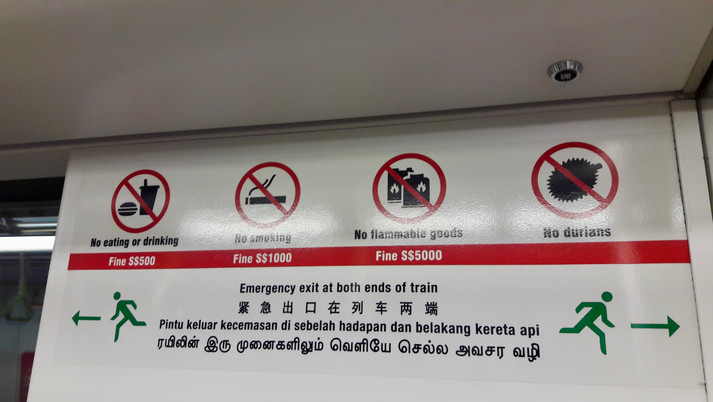 No eating or drinking
No smoking
No flammable goods
No durians
Fine S$500
Fine S$1000
Fine S$5000
Emergency exit at both ends of train
紧急出口在列车两端
Pintu keluar kecemasan di sebelah hadapan dan belakang kereta api
ரயிலின் இரு முனைகளிலும் வெளியே செல்ல அவசர வழி